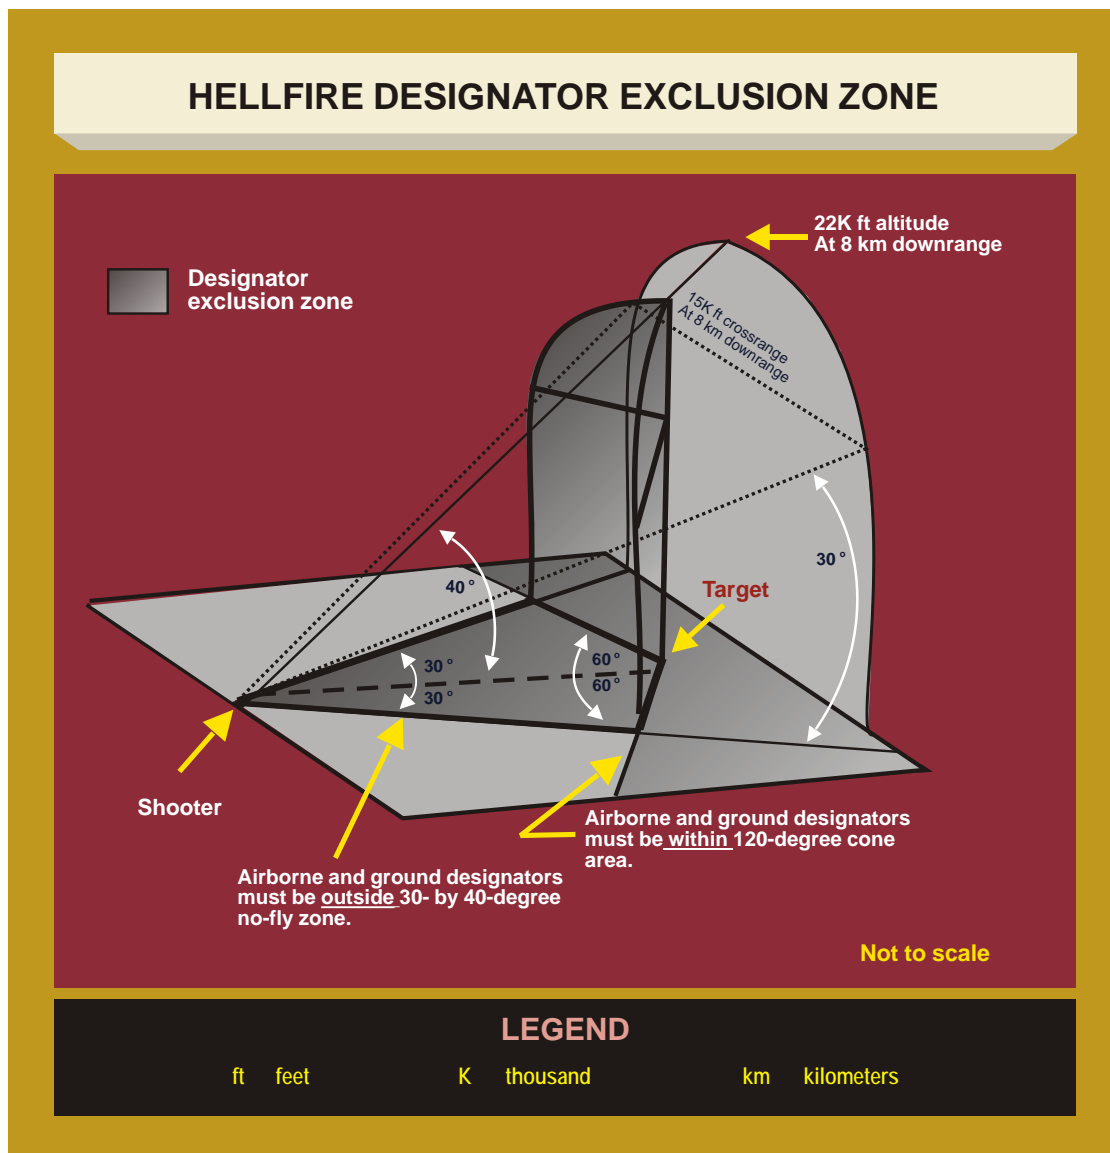 HELLFIRE DESIGNATOR EXCLUSION ZONE
22K ft altitude
At 8 km downrange
Designator
exclusion zone
15K ft crossrange
At 8 km downrange
40 °
30 °
Target
30 °
30 °
60 °
60 °
Shooter
Airborne and ground designators
must be within 120-degree cone
area.
Airborne and ground designators
must be outside 30- by 40-degree
no-fly zone.
Not to scale
LEGEND
ft feet K thousand km kilometers